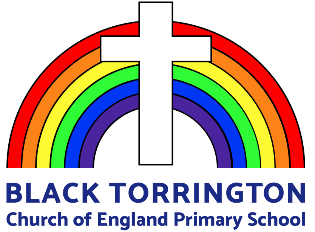 BLACK TORRINGTON
Church of England Primary School